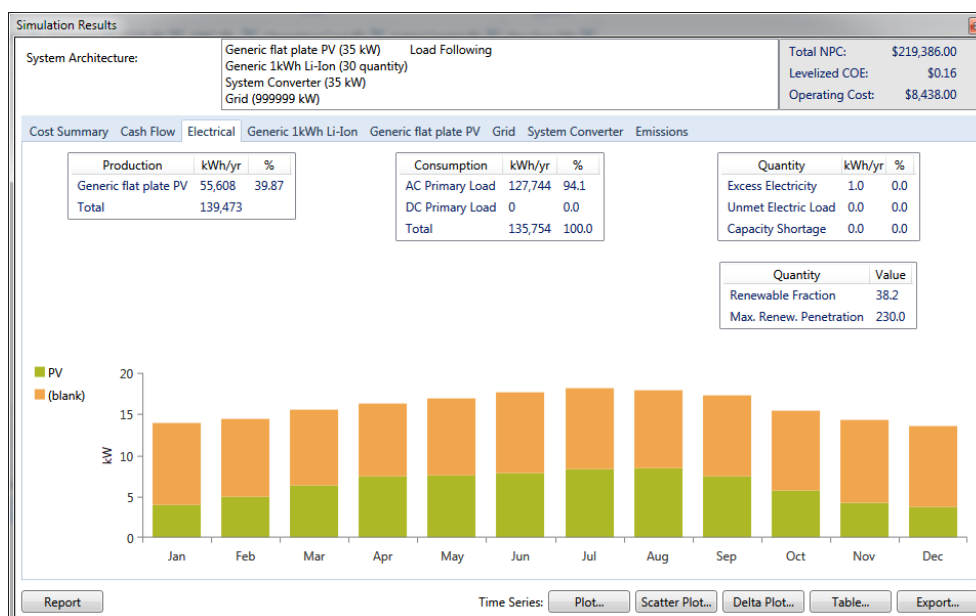 Simulation Results
System Architecture:
Generic flat plate PV (35 kW) Load Following
Generic 1kWh Li-Ion (30 quantity)
System Converter (35 kW)
Grid (999999 kW)
Total NPC: $219,386.00
Levelized COE: $0.16
Operating Cost: $8,438.00
Cost Summary Cash Flow Electrical Generic 1kWh Li-Ion Generic flat plate PV Grid System Converter Emissions
Production kWh/yr %
Generic flat plate PV 55,608 39.87
Total 139,473
Consumption kWh/yr %
AC Primary Load 127,744 94.1
DC Primary Load 0 0.0
Total 135,754 100.0
Quantity kWh/yr %
Excess Electricity 1.0 0.0
Unmet Electric Load 0.0 0.0
Capacity Shortage 0.0 0.0
Quantity Value
Renewable Fraction 38.2
Max. Renew. Penetration 230.0
PV
(blank)
kW
20
15
10
5
0
Jan Feb Mar Apr May Jun Jul Aug Sep Oct Nov Dec
Report Time Series: Plot... Scatter Plot... Delta Plot... Table... Export...